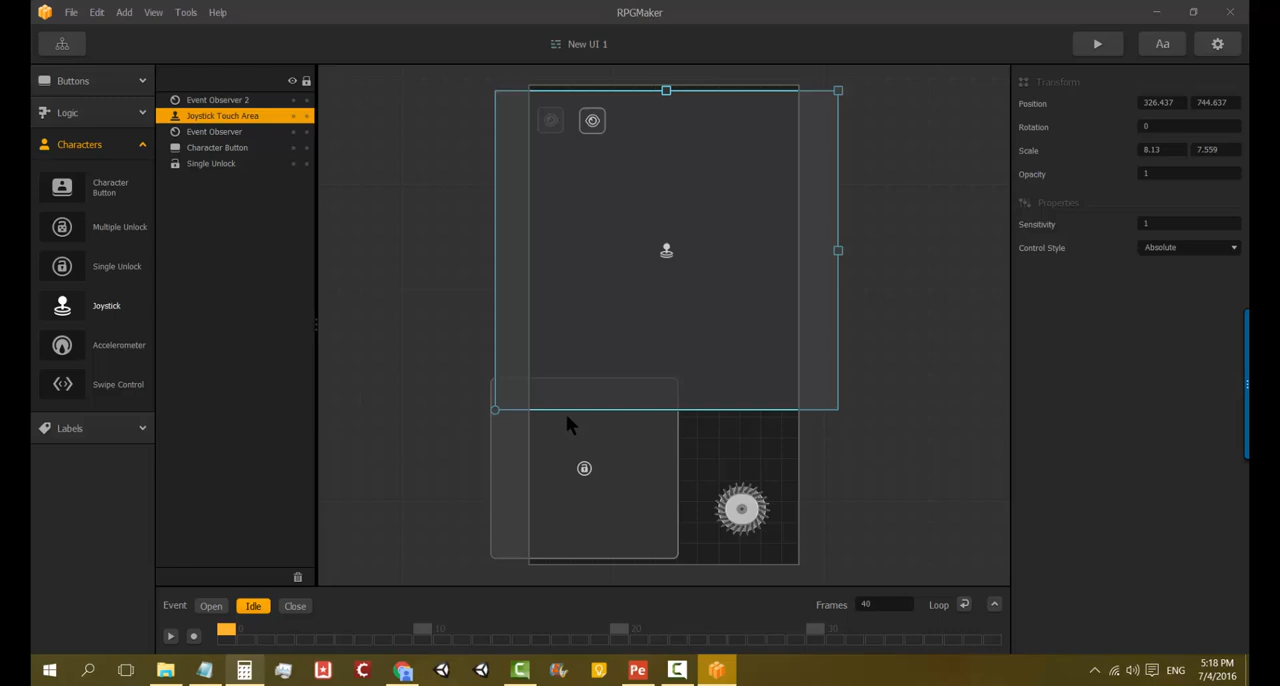 File Edit Add View Tools Help
RPGMaker
New UI 1
Aa
Buttons
Logic
Characters
Character Button
Multiple Unlock
Single Unlock
Joystick
Accelerometer
Swipe Control
Labels
Event Observer 2
Joystick Touch Area
Event Observer
Character Button
Single Unlock
Transform
Position 326.437 744.637
Rotation 0
Scale 8.13 7.559
Opacity 1
Properties
Sensitivity 1
Control Style Absolute
Event Open Idle Close
Frames 40 Loop
0 10 20 30
Pe
ENG
5:18 PM
7/4/2016